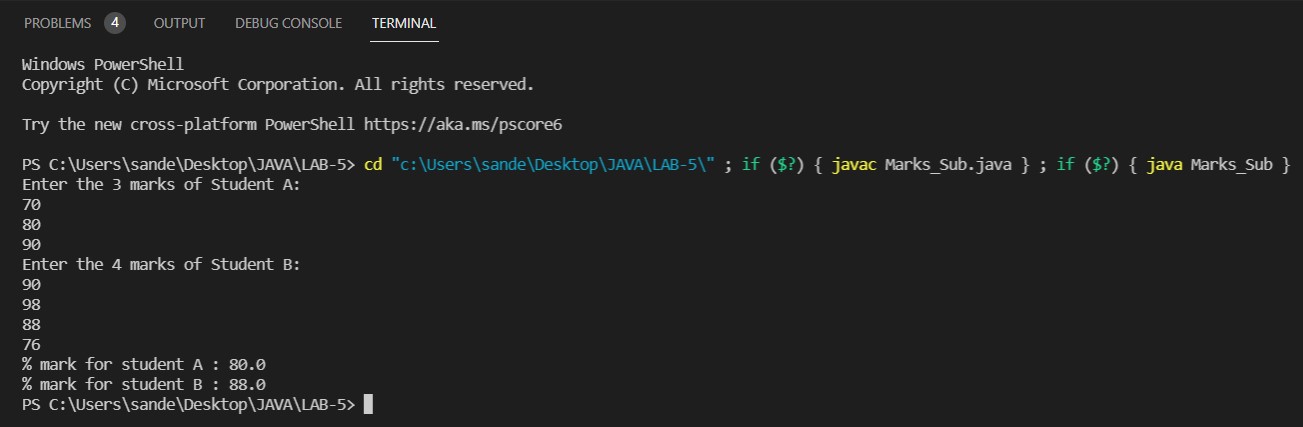 PROBLEMS 4 OUTPUT DEBUG CONSOLE TERMINAL
Windows PowerShell
Copyright (C) Microsoft Corporation. All rights reserved.
Try the new cross-platform PowerShell https://aka.ms/pscore6
PS C:\Users\sande\Desktop\JAVA\LAB-5> cd "c:\Users\sande\Desktop\JAVA\LAB-5\" ; if ($?) { javac Marks_Sub.java } ; if ($?) { java Marks_Sub }
Enter the 3 marks of Student A:
70
80
90
Enter the 4 marks of Student B:
90
98
88
76
% mark for student A : 80.0
% mark for student B : 88.0
PS C:\Users\sande\Desktop\JAVA\LAB-5>